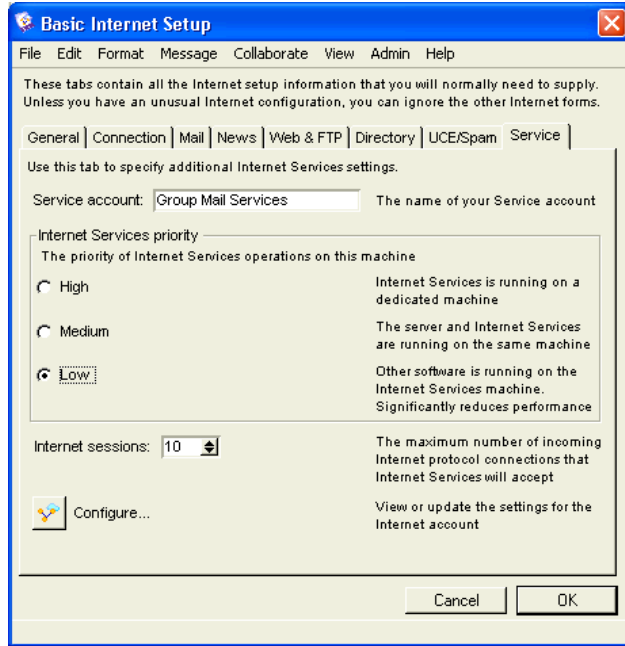 Basic Internet Setup
File Edit Format Message Collaborate View Admin Help
These tabs contain all the Internet setup information that you will normally need to supply.
Unless you have an unusual Internet configuration, you can ignore the other Internet forms.
General Connection Mail News Web & FTP Directory UCE/Spam Service
Use this tab to specify additional Internet Services settings.
Service account: Group Mail Services The name of your Service account
Internet Services priority
The priority of Internet Services operations on this machine
High
Internet Services is running on a
dedicated machine
Medium
The server and Internet Services
are running on the same machine
Low
Other software is running on the
Internet Services machine.
Significantly reduces performance
Internet sessions: 10
The maximum number of incoming
Internet protocol connections that
Internet Services will accept
Configure...
View or update the settings for the
Internet account
Cancel OK